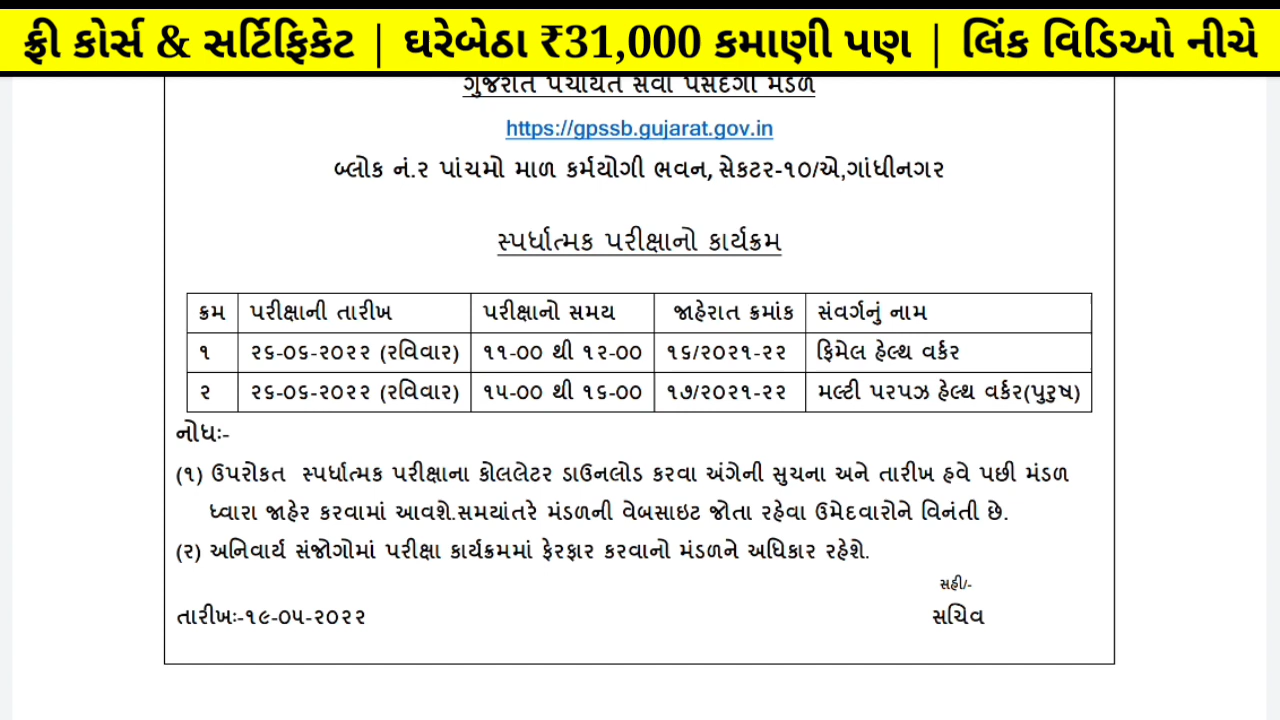 ફ્રી કોર્સ & સર્ટિફિકેટ | ઘરેબેઠા ₹31,000 કમાણી પણ | લિંક વિડિઓ નીચે
ગુજરાત પંચાયત સેવા પસંદગી મંડળ
https://gpssb.gujarat.gov.in
બ્લોક નં.૨ પાંચમો માળ કર્મયોગી ભવન, સેકટર-૧૦/એ,ગાંધીનગર
સ્પર્ધાત્મક પરીક્ષાનો કાર્યક્રમ
ક્રમ પરીક્ષાની તારીખ પરીક્ષાનો સમય જાહેરાત ક્રમાંક સંવર્ગનું નામ
૧ ૨૬-૦૬-૨૦૨૨ (રવિવાર) ૧૧-૦૦ થી ૧૨-૦૦ ૧૬/૨૦૨૧-૨૨ ફિમેલ હેલ્થ વર્કર
૨ ૨૬-૦૬-૨૦૨૨ (રવિવાર) ૧૫-૦૦ થી ૧૬-૦૦ ૧૭/૨૦૨૧-૨૨ મલ્ટી પરપઝ હેલ્થ વર્કર(પુરુષ)
નોધઃ-
(૧) ઉપરોકત સ્પર્ધાત્મક પરીક્ષાના કોલલેટર ડાઉનલોડ કરવા અંગેની સુચના અને તારીખ હવે પછી મંડળ
ધ્વારા જાહેર કરવામાં આવશે.સમયાંતરે મંડળની વેબસાઇટ જોતા રહેવા ઉમેદવારોને વિનંતી છે.
(૨) અનિવાર્ય સંજોગોમાં પરીક્ષા કાર્યક્રમમાં ફેરફાર કરવાનો મંડળને અધિકાર રહેશે.
સહી/-
તારીખઃ-૧૯-૦૫-૨૦૨૨ સચિવ